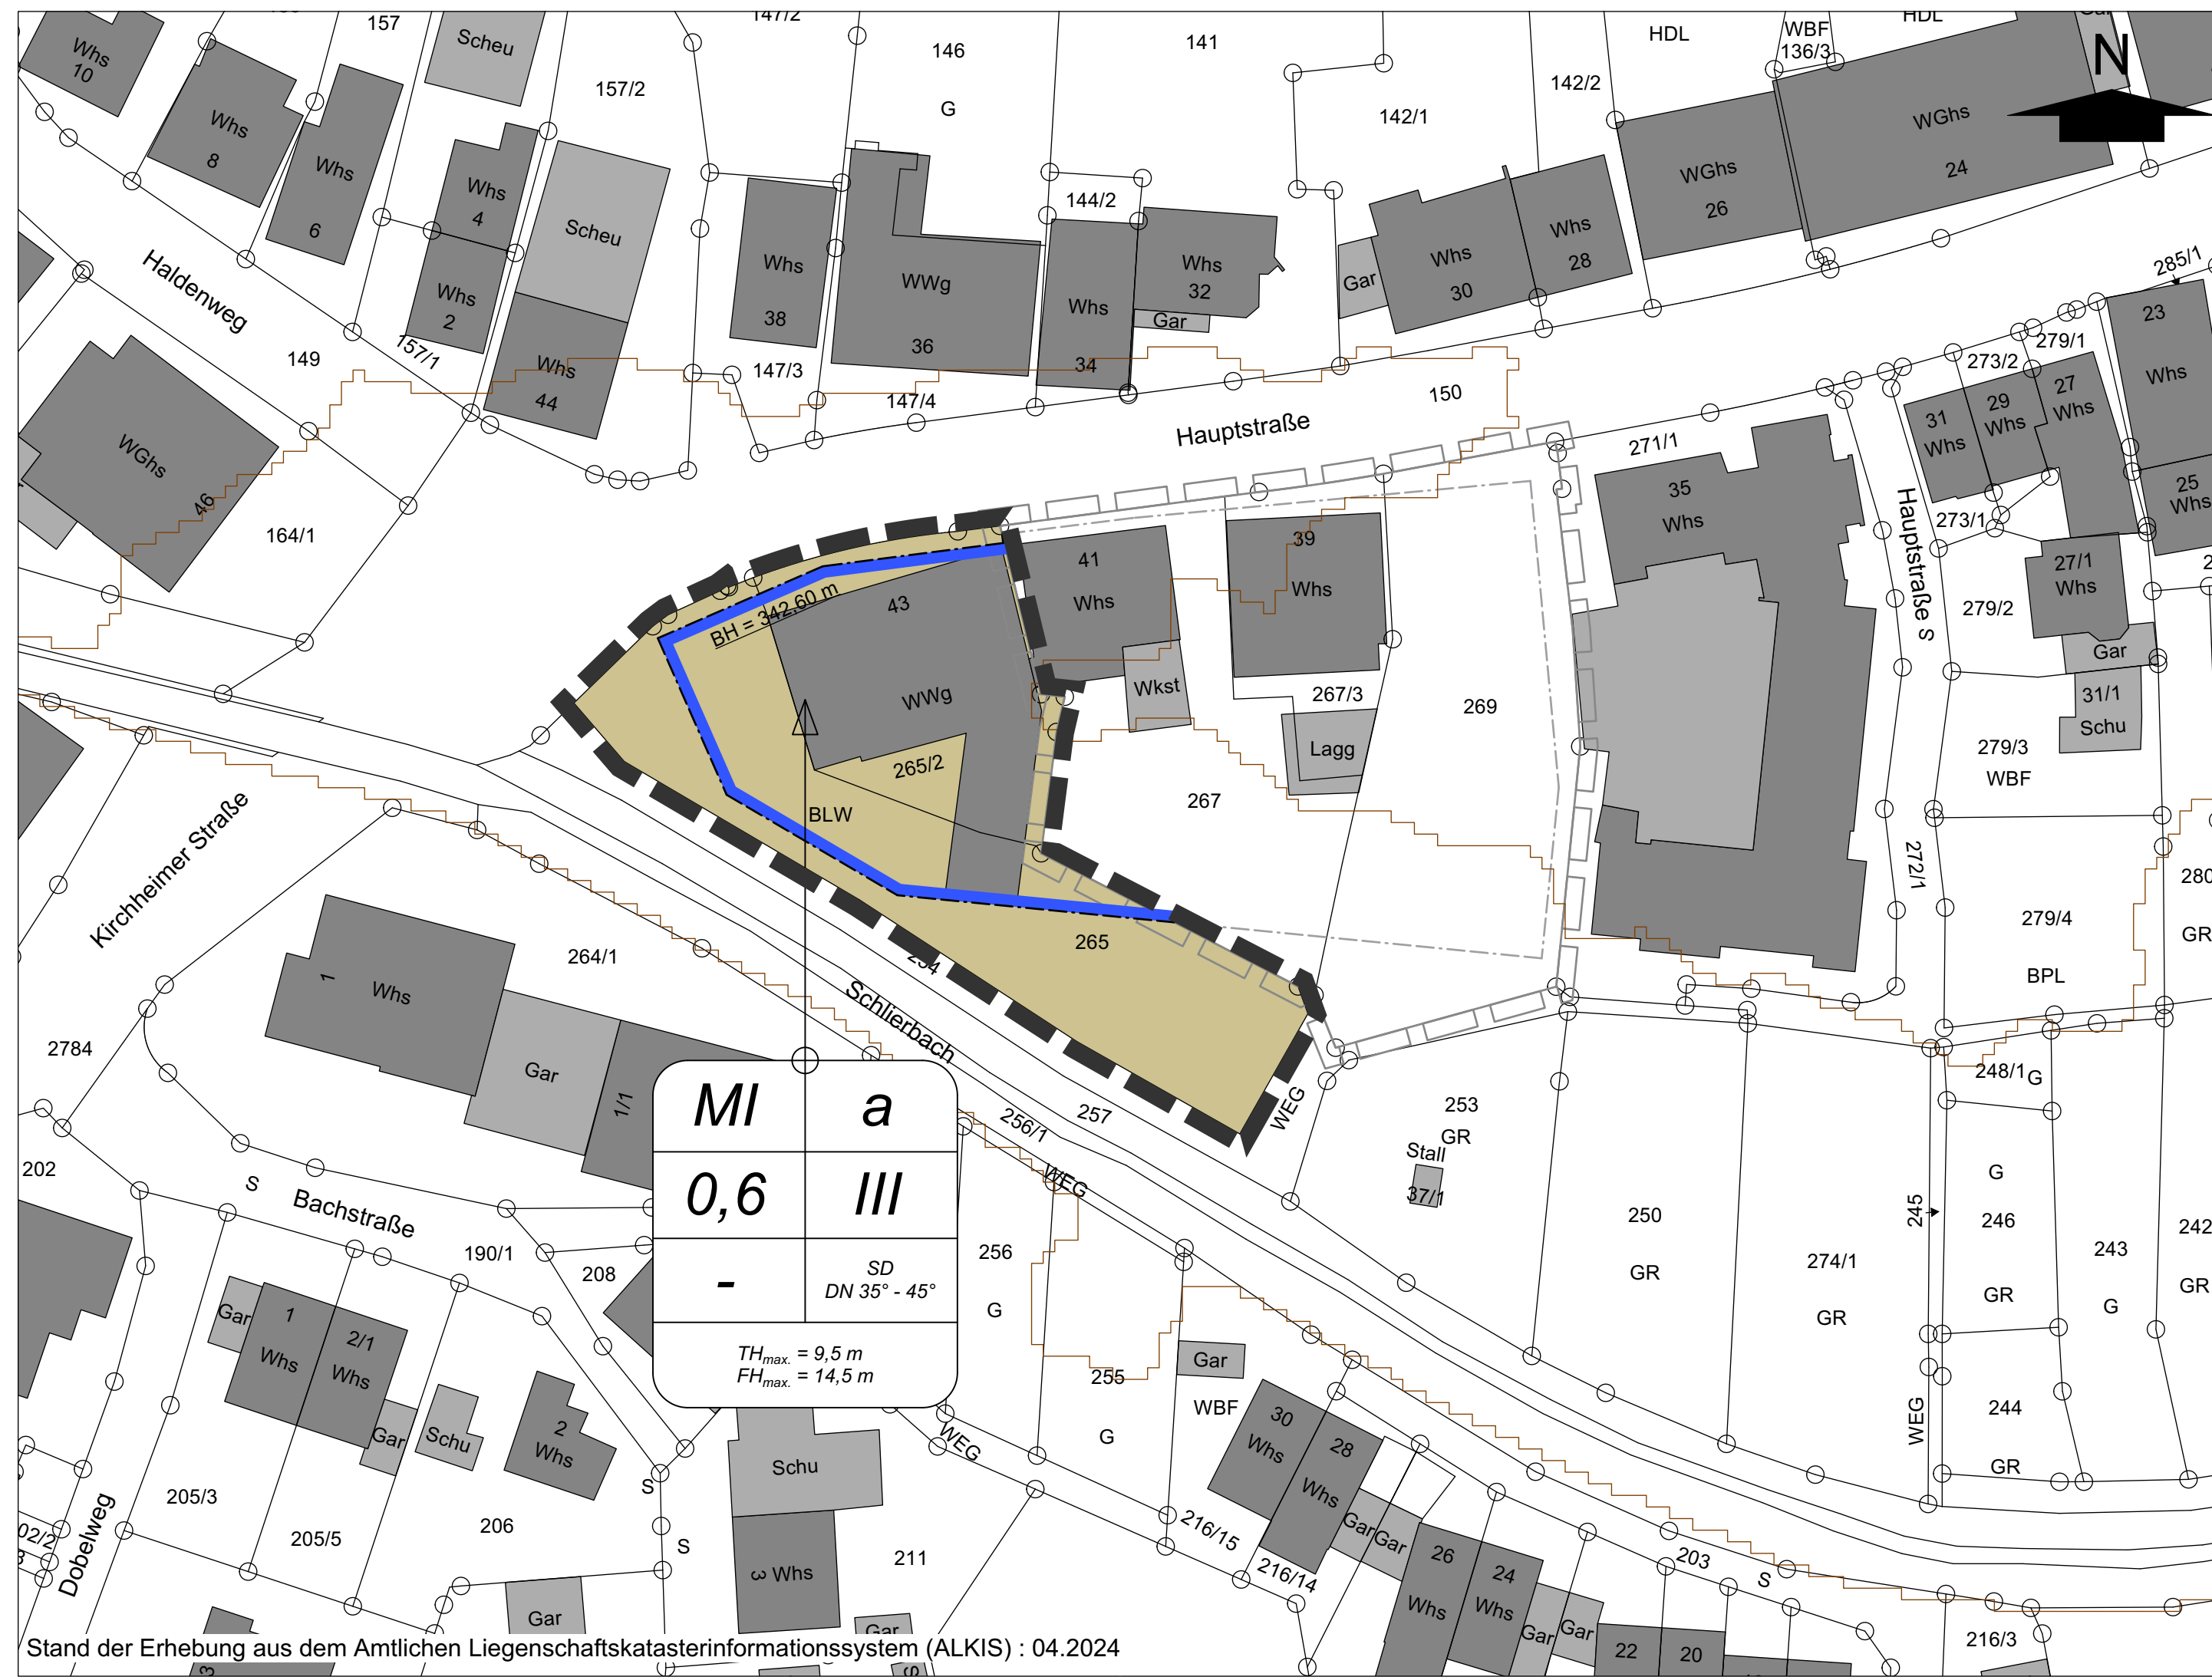 157
147/2
HDL
WBF
136/3
HDL
N
Whs
10
Scheu
146
G
141
142/1
142/2
157/2
Whs
8
Whs
6
Whs
4
Whs
2
Scheu
Whs
44
Whs
38
WWg
36
144/2
Whs
34
Whs
32
Gar
Gar
Whs
30
Whs
28
WGhs
26
WGhs
24
285/1
Haldenweg
149
157/1
147/3
147/4
Hauptstraße
150
273/2
279/1
23
Whs
31
Whs
29
Whs
27
Whs
25
Whs
WGhs
46
164/1
271/1
35
Whs
Hauptstraße S
273/1
27/1
Whs
279/2
Gar
31/1
Schu
279/3
WBF
BH = 342,60 m
43
WWg
41
Whs
39
Whs
Wkst
267/3
Lagg
269
267
265/2
BLW
265
272/1
279/4
BPL
280
GR
Kirchheimer Straße
264/1
254
Schlierbach
1
Whs
Gar
1/1
2784
202
S
Bachstraße
190/1
208
MI
a
0,6
III
-
SD
DN 35° - 45°
THmax. = 9,5 m
FHmax. = 14,5 m
257
256/1
WEG
WEG
256
G
255
G
253
GR
Stall
37/1
250
GR
274/1
GR
245
WEG
248/1
G
G
246
GR
244
GR
243
G
242
GR
Gar
1
Whs
2/1
Whs
Gar
Schu
2
Whs
205/3
205/5
206
Dobelweg
02/2
S
S
Schu
3 Whs
211
Gar
Gar
WEG
Gar
WBF
30
Whs
28
Whs
Gar
Gar
216/15
216/14
26
Whs
24
Whs
Gar
Gar
22
20
203
S
216/3
Stand der Erhebung aus dem Amtlichen Liegenschaftskatasterinformationssystem (ALKIS) : 04.2024